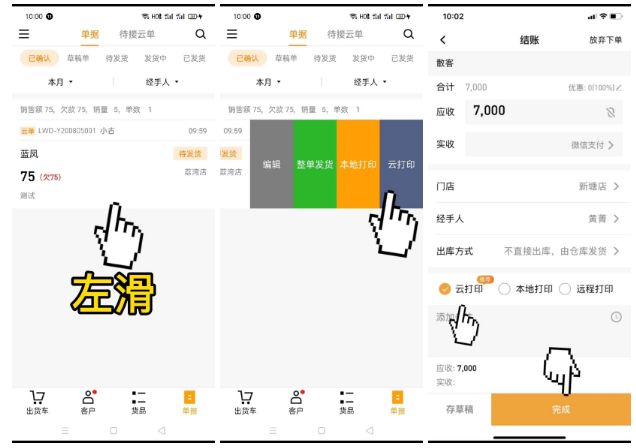 10:00
单据 待接云单
已确认 草稿单 待发货 发货中 已发货
本月 经手人
销售额 75, 欠款 75, 销量 5, 单数 1
云单 LWD-Y200805001 小古 09:59
蓝凤 待发货
75 (欠75) 荔湾店
测试
左滑
出货车 客户 货品 单据
10:00
单据 待接云单
已确认 草稿单 待发货 发货中 已发货
本月 经手人
销售额 75, 欠款 75, 销量 5, 单数 1
09:59
待发货
荔湾店
编辑 整单发货 本地打印 云打印
出货车 客户 货品 单据
10:02
结账 放弃下单
散客
合计 7,000 优惠: 0(100%)
应收 7,000
实收 微信支付
门店 新塘店
经手人 黄菁
出库方式 不直接出库，由仓库发货
推荐
云打印 本地打印 远程打印
添加
应收: 7,000
实收:
存草稿 完成